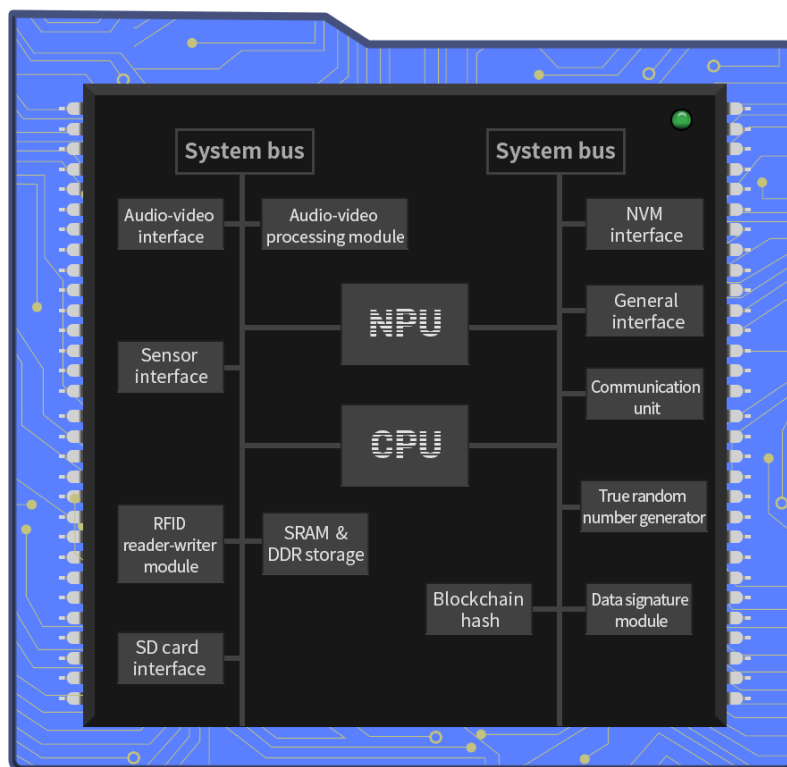 System bus
System bus
Audio-video
interface
Audio-video
processing module
NVM
interface
NPU
General
interface
Sensor
interface
Communication
unit
CPU
True random
number generator
RFID
reader-writer
module
SRAM &
DDR storage
Blockchain
hash
Data signature
module
SD card
interface